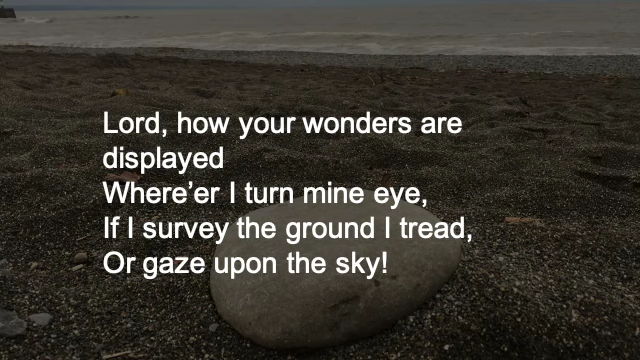 Lord, how your wonders are
displayed
Where’er I turn mine eye,
If I survey the ground I tread,
Or gaze upon the sky!